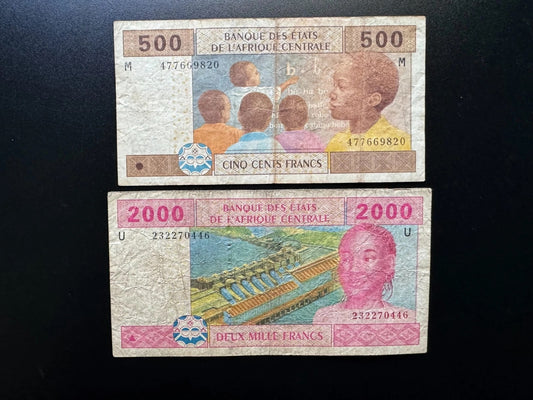 500 BANQUE DES ÉTATS 500
DE L'AFRIQUE CENTRALE
M 477669820 M
477669820
CINQ CENTS FRANCS
2000 BANQUE DES ÉTATS 2000
DE L'AFRIQUE CENTRALE
U 232270446 U
232270446
DEUX MILLE FRANCS